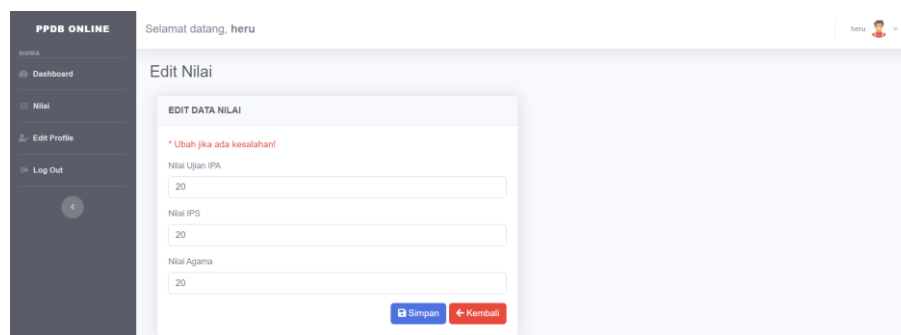 PPDB ONLINE
Selamat datang, heru
heru
SISWA
Dashboard
Nilai
Edit Profile
Log Out
Edit Nilai
EDIT DATA NILAI
* Ubah jika ada kesalahan!
Nilai Ujian IPA
20
Nilai IPS
20
Nilai Agama
20
Simpan
Kembali